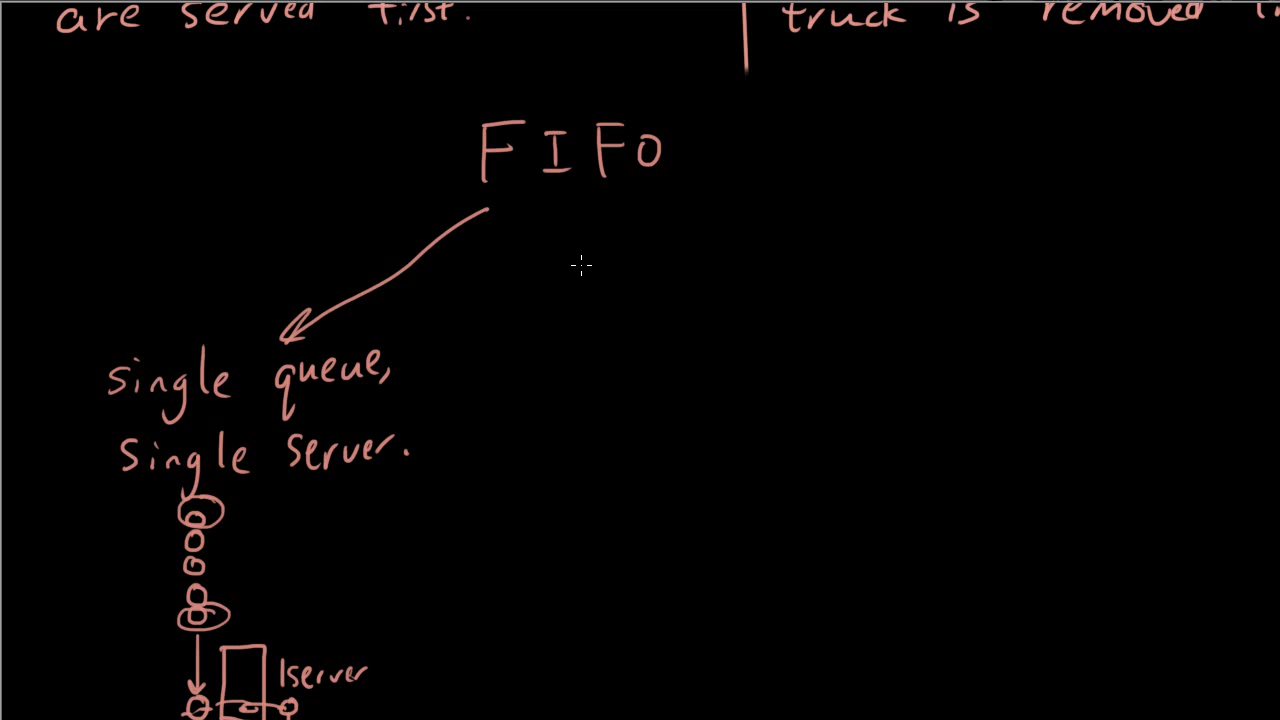 are served first.
truck is removed
FIFO
single queue,
Single Server.
1server